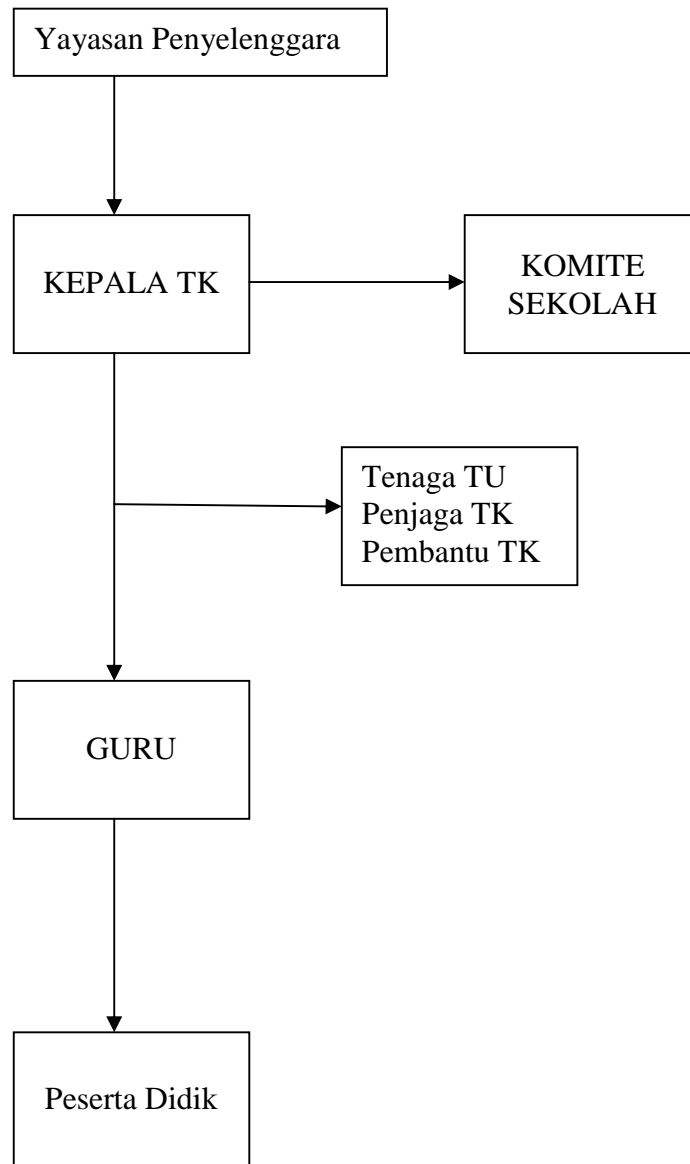 Yayasan Penyelenggara
KEPALA TK
KOMITE
SEKOLAH
Tenaga TU
Penjaga TK
Pembantu TK
GURU
Peserta Didik